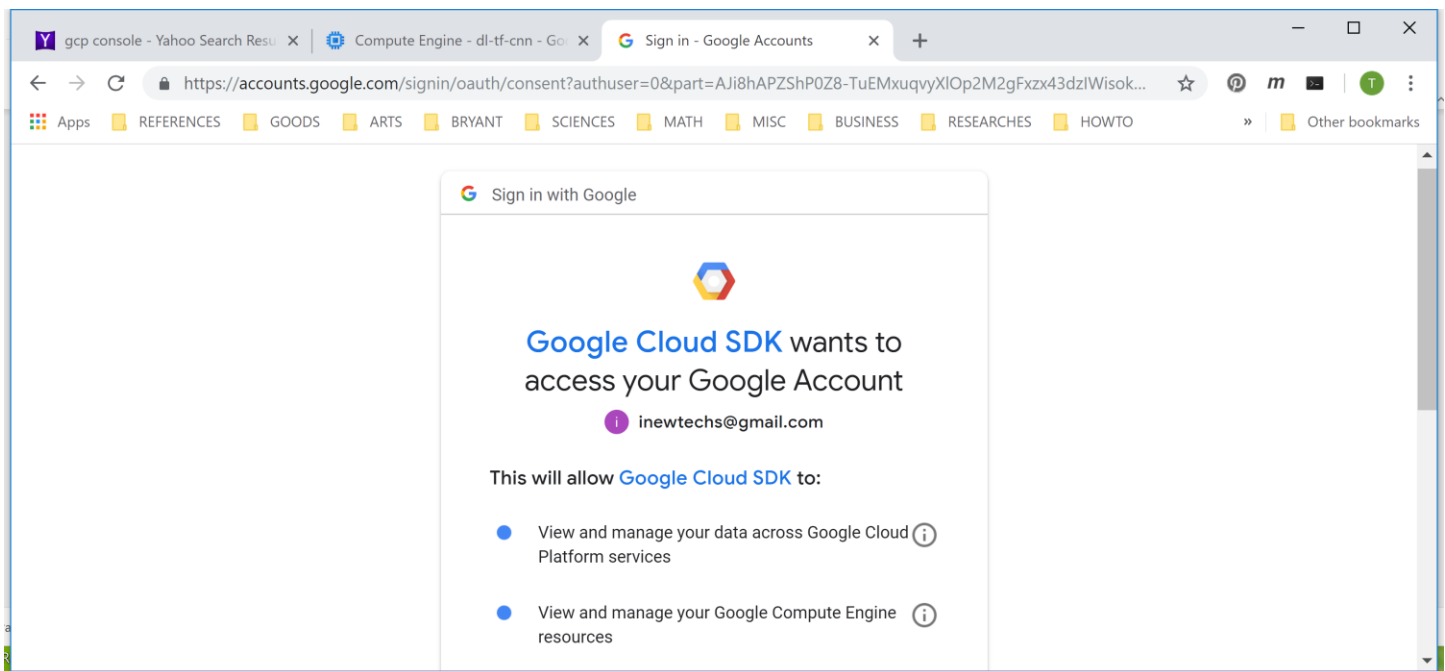 Y gcp console - Yahoo Search Resu
Compute Engine - dl-tf-cnn - Go
G Sign in - Google Accounts
https://accounts.google.com/signin/oauth/consent?authuser=0&part=AJi8hAPZShP0Z8-TuEMxuqvyXlOp2M2gFxzx43dzIWisok... m T
Apps REFERENCES GOODS ARTS BRYANT SCIENCES MATH MISC BUSINESS RESEARCHES HOWTO » Other bookmarks
G Sign in with Google
Google Cloud SDK wants to
access your Google Account
i inewtechs@gmail.com
This will allow Google Cloud SDK to:
View and manage your data across Google Cloud
Platform services
View and manage your Google Compute Engine
resources